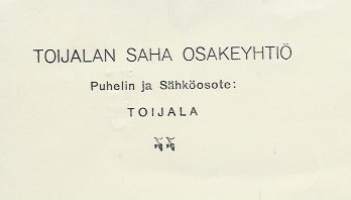 TOIJALAN SAHA OSAKEYHTIÖ
Puhelin ja Sähköosote:
TOIJALA